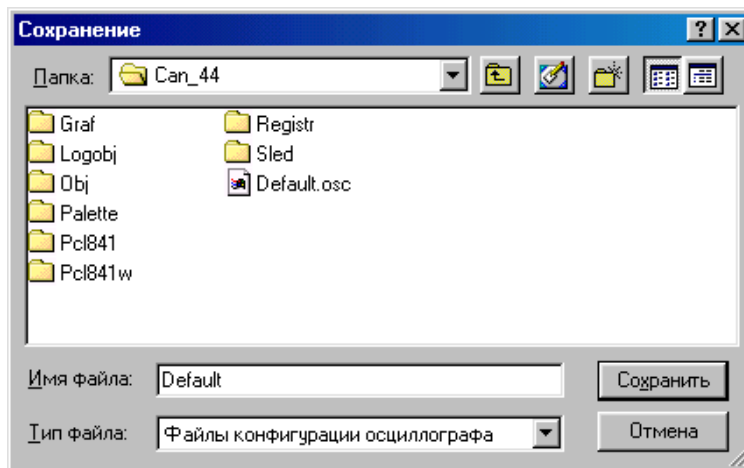 Сохранение
Папка: Can_44
Graf
Logobj
Obj
Palette
Pcl841
Pcl841w
Registr
Sled
Default.osc
Имя файла: Default
Сохранить
Тип файла: Файлы конфигурации осциллографа
Отмена